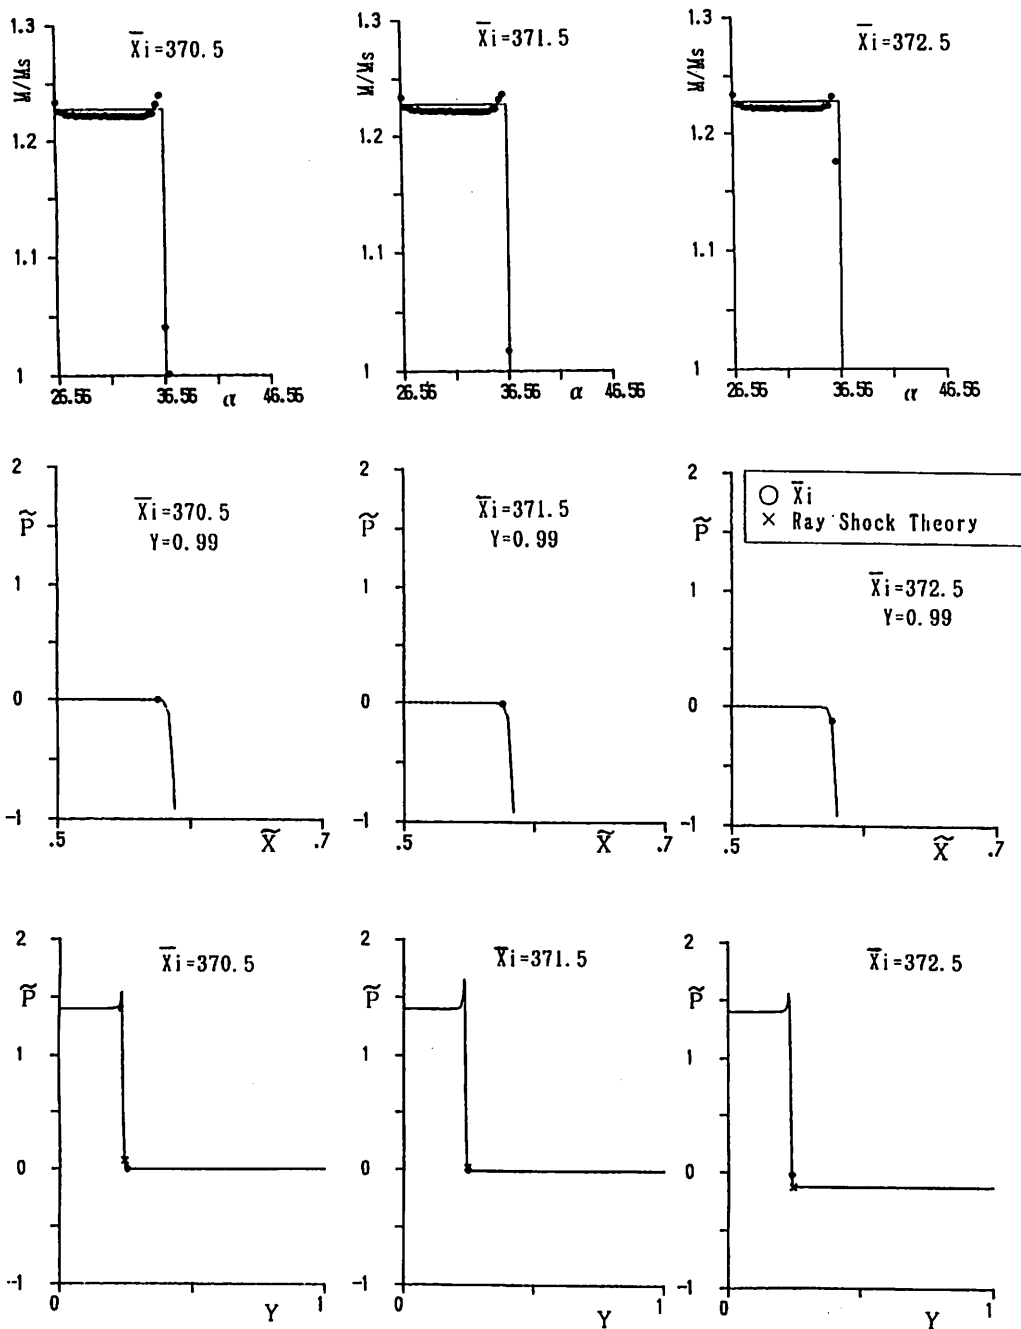 1.3
M/Ms
X̅i=370.5
1.2
1.1
1
26.56 36.56 α 46.56
1.3
M/Ms
X̅i=371.5
1.2
1.1
1
26.56 36.56 α 46.56
1.3
M/Ms
X̅i=372.5
1.2
1.1
1
26.56 36.56 α 46.56
2
P̃
X̅i=370.5
Y=0.99
1
0
-1
.5 X̃ .7
2
P̃
X̅i=371.5
Y=0.99
1
0
-1
.5 X̃ .7
2
P̃
○ X̅i
× Ray Shock Theory
X̅i=372.5
Y=0.99
1
0
-1
.5 X̃ .7
2
P̃
X̅i=370.5
1
0
-1
0 Y 1
2
P̃
X̅i=371.5
1
0
-1
0 Y 1
2
P̃
X̅i=372.5
1
0
-1
0 Y 1